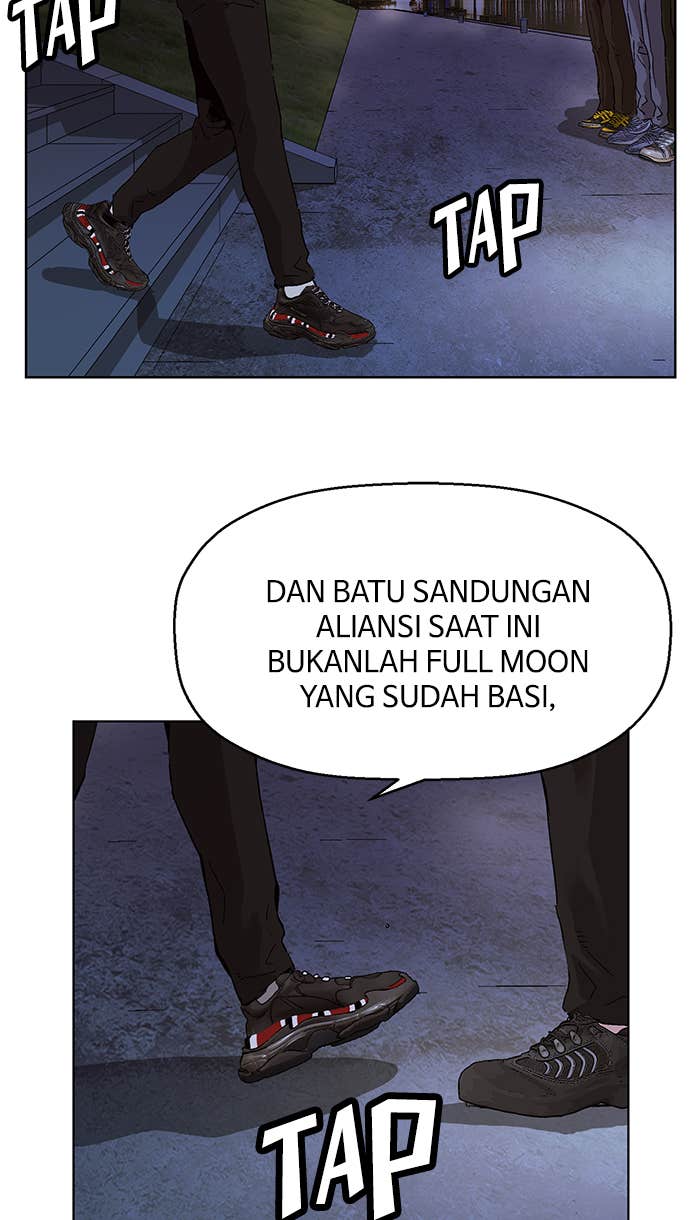 TAP
TAP
DAN BATU SANDUNGAN
ALIANSI SAAT INI
BUKANLAH FULL MOON
YANG SUDAH BASI,
TAP